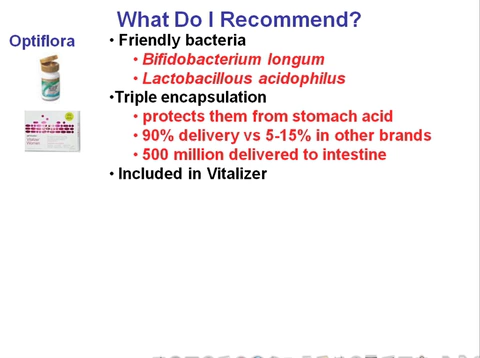 What Do I Recommend?
Optiflora
• Friendly bacteria
• Bifidobacterium longum
• Lactobacillous acidophilus
•Triple encapsulation
• protects them from stomach acid
• 90% delivery vs 5-15% in other brands
• 500 million delivered to intestine
• Included in Vitalizer